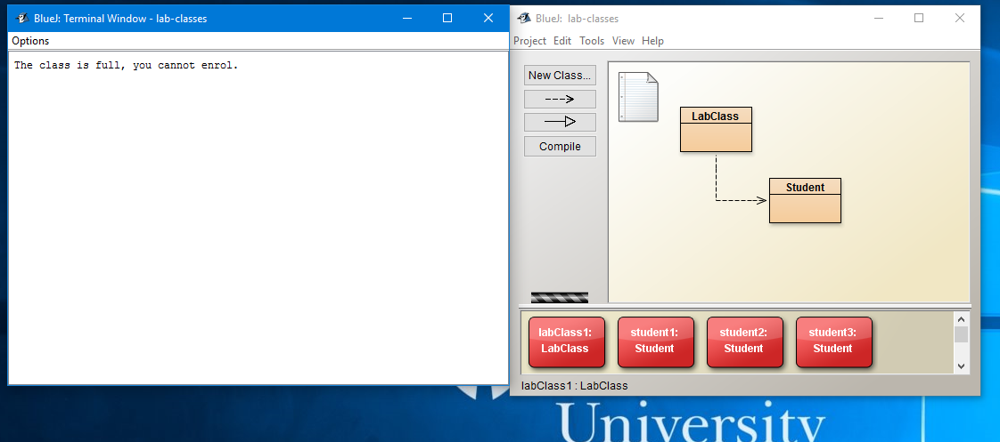 BlueJ: Terminal Window - lab-classes
Options
The class is full, you cannot enrol.
BlueJ: lab-classes
Project Edit Tools View Help
New Class...
Compile
LabClass
Student
labClass1:
LabClass
student1:
Student
student2:
Student
student3:
Student
labClass1 : LabClass
University